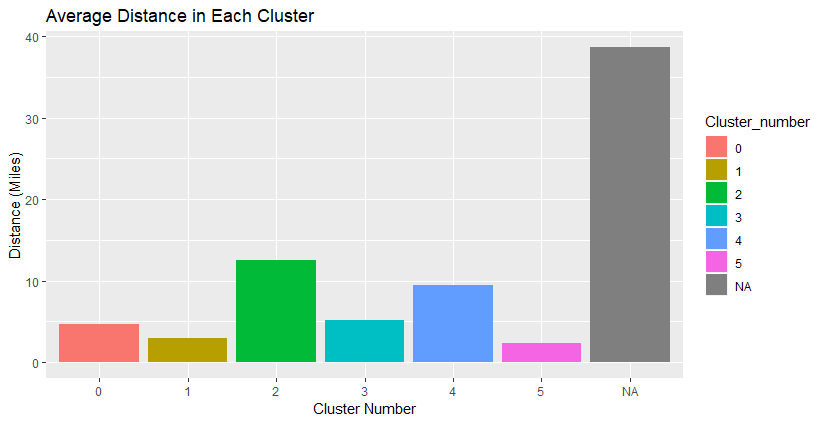 Average Distance in Each Cluster
40
30
20
10
0
Distance (Miles)
0 1 2 3 4 5 NA
Cluster Number
Cluster_number
0
1
2
3
4
5
NA